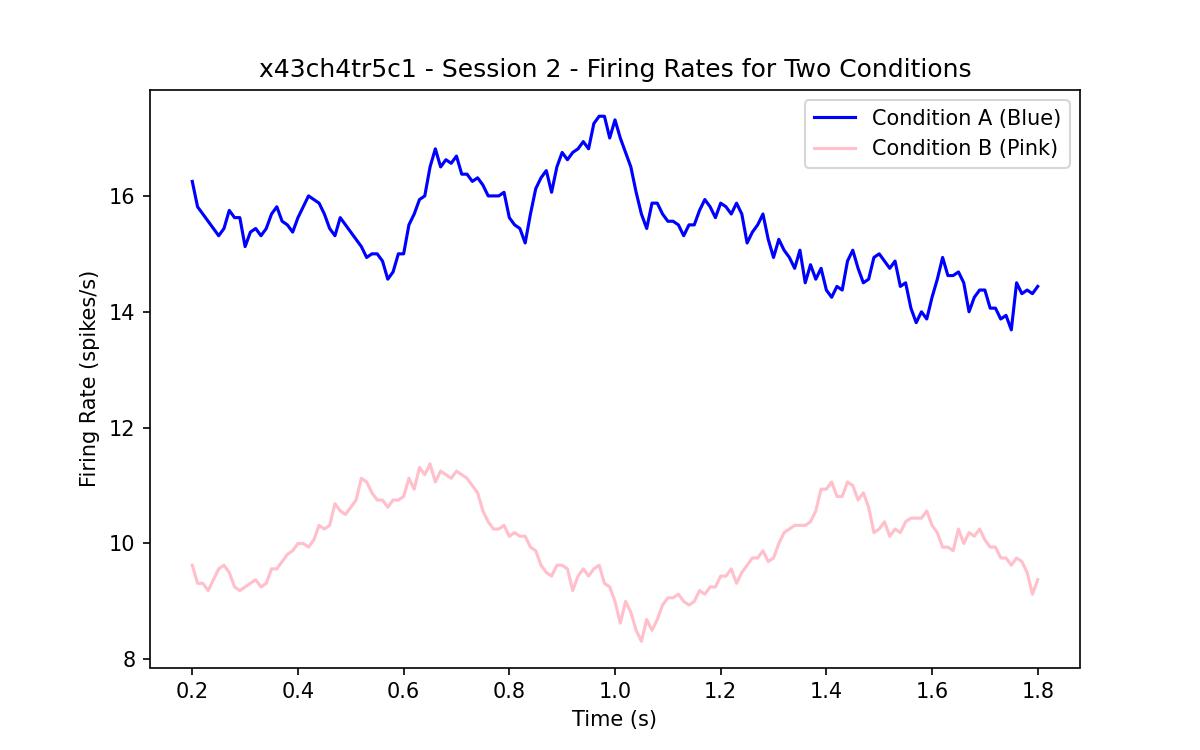 x43ch4tr5c1 - Session 2 - Firing Rates for Two Conditions
Condition A (Blue)
Condition B (Pink)
Firing Rate (spikes/s)
16
14
12
10
8
0.2 0.4 0.6 0.8 1.0 1.2 1.4 1.6 1.8
Time (s)